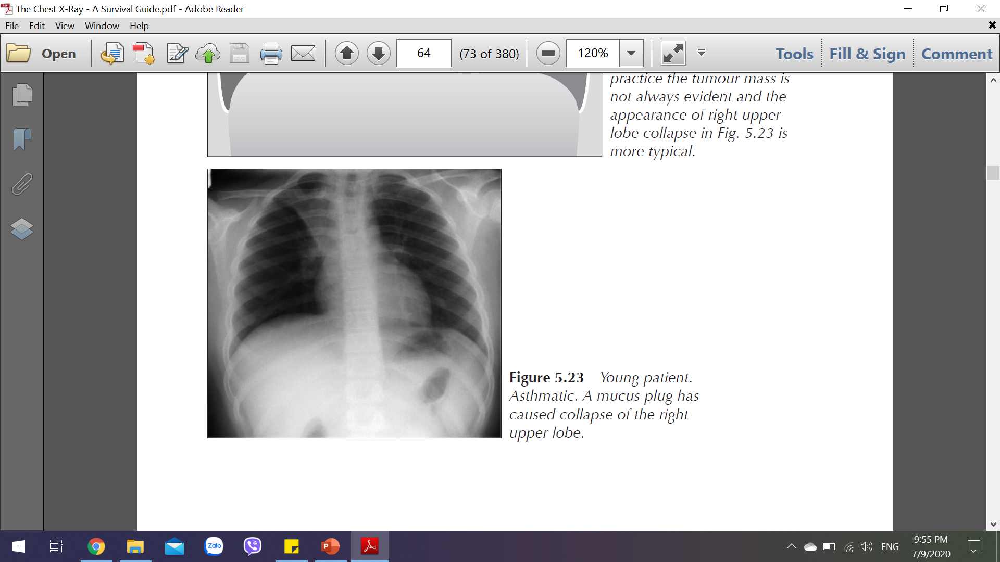 The Chest X-Ray - A Survival Guide.pdf - Adobe Reader
File Edit View Window Help
Open 64 (73 of 380) 120% Tools Fill & Sign Comment
practice the tumour mass is
not always evident and the
appearance of right upper
lobe collapse in Fig. 5.23 is
more typical.
Figure 5.23 Young patient.
Asthmatic. A mucus plug has
caused collapse of the right
upper lobe.
Zalo
P
ENG
9:55 PM
7/9/2020